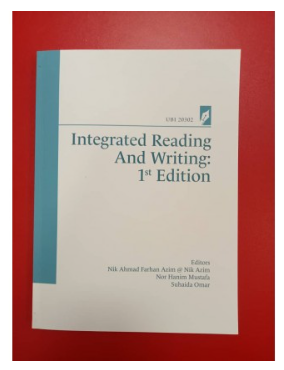 UBI 20302
Integrated Reading
And Writing:
1st Edition
Editors
Nik Ahmad Farhan Azim @ Nik Azim
Nor Hanim Mustafa
Suhaida Omar